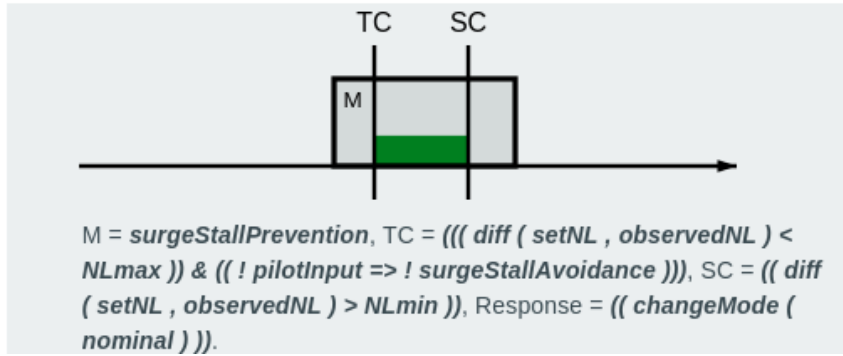 TC SC
M
M = surgeStallPrevention, TC = ((( diff ( setNL , observedNL ) <
NLmax )) & (( ! pilotInput => ! surgeStallAvoidance ))), SC = (( diff
( setNL , observedNL ) > NLmin )), Response = (( changeMode (
nominal ) )).